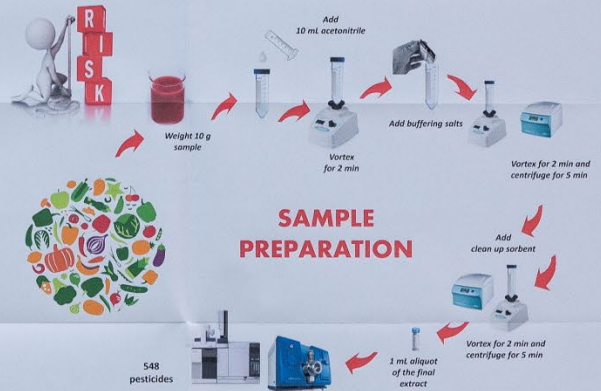 RISK
Weight 10 g
sample
Add
10 mL acetonitrile
Vortex
for 2 min
Add buffering salts
Vortex for 2 min and
centrifuge for 5 min
SAMPLE
PREPARATION
Add
clean up sorbent
Vortex for 2 min and
centrifuge for 5 min
1 mL aliquot
of the final
extract
548
pesticides